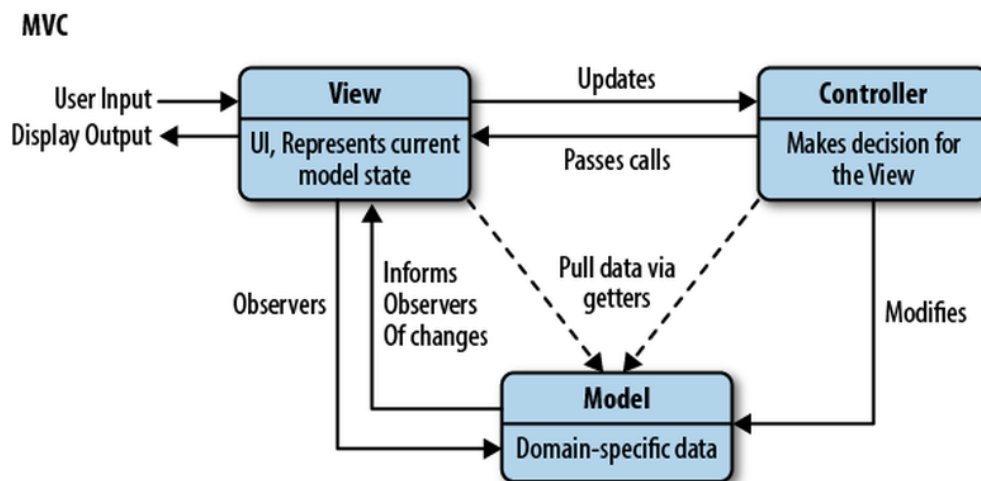 MVC
User Input
Display Output
View
UI, Represents current
model state
Updates
Passes calls
Controller
Makes decision for
the View
Observers
Informs
Observers
Of changes
Pull data via
getters
Modifies
Model
Domain-specific data